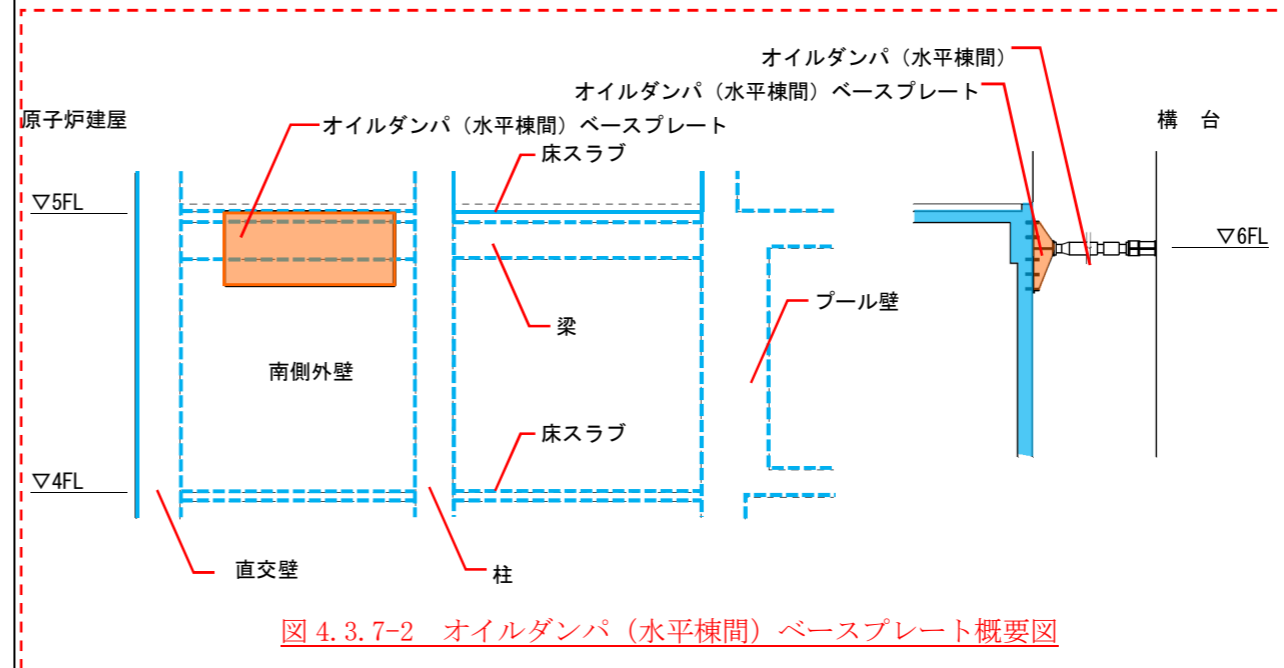 オイルダンパ（水平棟間）
オイルダンパ（水平棟間）ベースプレート
原子炉建屋
オイルダンパ（水平棟間）ベースプレート
構　台
床スラブ
▽5FL
▽6FL
プール壁
梁
南側外壁
床スラブ
▽4FL
直交壁
柱
図 4.3.7-2　オイルダンパ（水平棟間）ベースプレート概要図